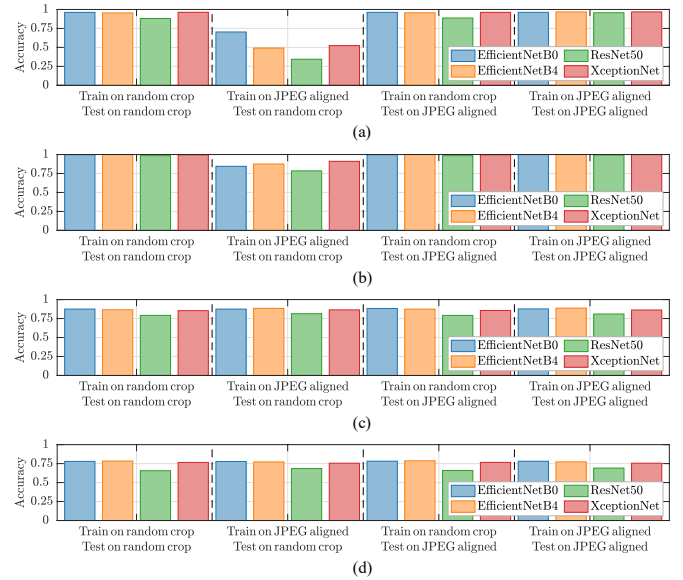 1
0.75
0.5
0.25
0
Accuracy
EfficientNetB0 ResNet50
EfficientNetB4 XceptionNet
Train on random crop Train on JPEG aligned Train on random crop Train on JPEG aligned
Test on random crop Test on random crop Test on JPEG aligned Test on JPEG aligned
(a)
1
0.75
0.5
0.25
0
Accuracy
EfficientNetB0 ResNet50
EfficientNetB4 XceptionNet
Train on random crop Train on JPEG aligned Train on random crop Train on JPEG aligned
Test on random crop Test on random crop Test on JPEG aligned Test on JPEG aligned
(b)
1
0.75
0.5
0.25
0
Accuracy
EfficientNetB0 ResNet50
EfficientNetB4 XceptionNet
Train on random crop Train on JPEG aligned Train on random crop Train on JPEG aligned
Test on random crop Test on random crop Test on JPEG aligned Test on JPEG aligned
(c)
1
0.75
0.5
0.25
0
Accuracy
EfficientNetB0 ResNet50
EfficientNetB4 XceptionNet
Train on random crop Train on JPEG aligned Train on random crop Train on JPEG aligned
Test on random crop Test on random crop Test on JPEG aligned Test on JPEG aligned
(d)